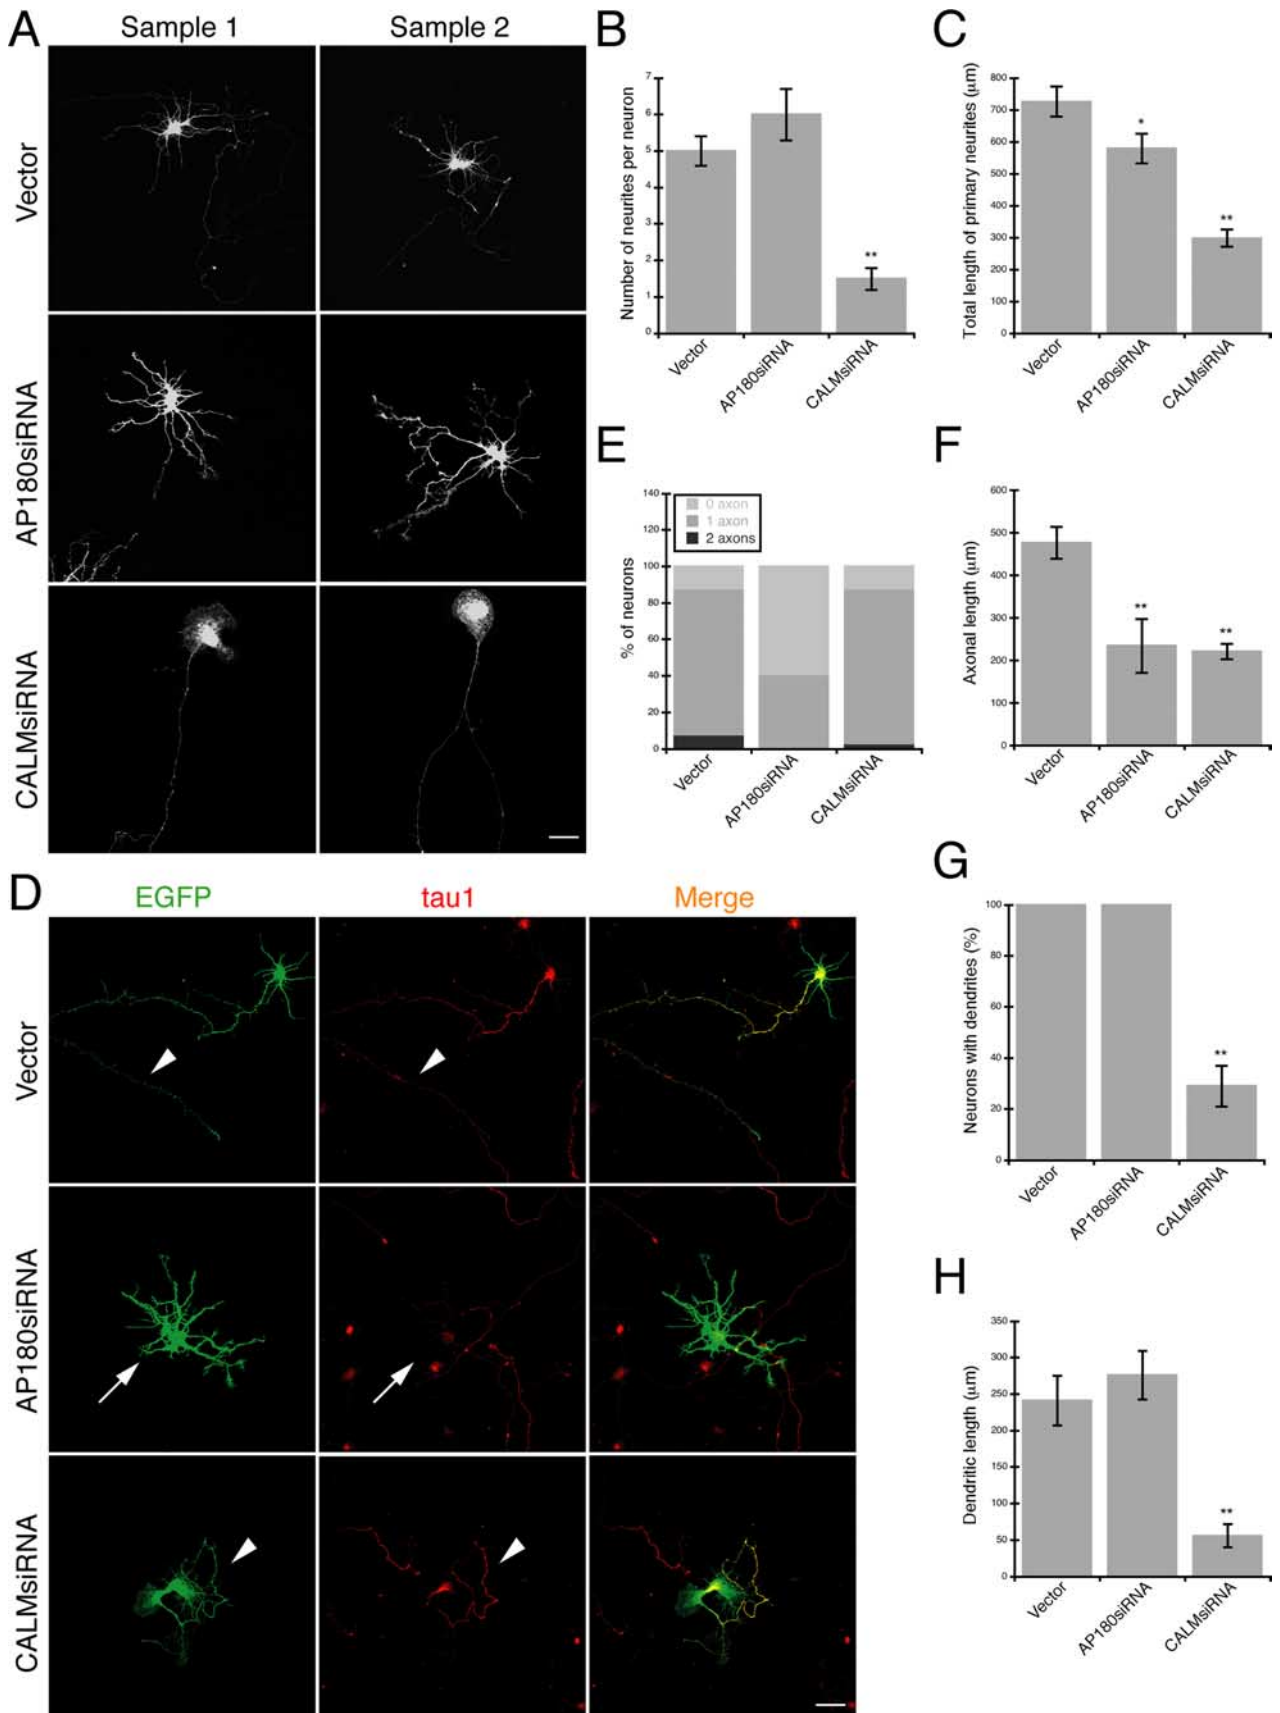 A
Sample 1
Sample 2
Vector
AP180siRNA
CALMsiRNA
B
Number of neurites per neuron
7
6
5
4
3
2
1
0
Vector
AP180siRNA
CALMsiRNA
**
C
Total length of primary neurites (μm)
800
700
600
500
400
300
200
100
0
*
**
Vector
AP180siRNA
CALMsiRNA
D
EGFP
tau1
Merge
Vector
AP180siRNA
CALMsiRNA
E
% of neurons
140
120
100
80
60
40
20
0
0 axon
1 axon
2 axons
Vector
AP180siRNA
CALMsiRNA
F
Axonal length (μm)
600
500
400
300
200
100
0
**
**
Vector
AP180siRNA
CALMsiRNA
G
Neurons with dendrites (%)
100
80
60
40
20
0
**
Vector
AP180siRNA
CALMsiRNA
H
Dendritic length (μm)
350
300
250
200
150
100
50
0
**
Vector
AP180siRNA
CALMsiRNA